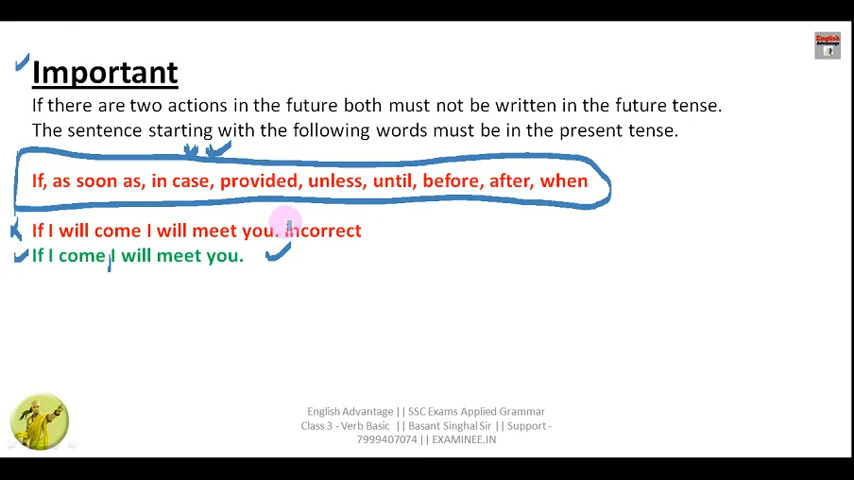 English
Advantage
Important
If there are two actions in the future both must not be written in the future tense.
The sentence starting with the following words must be in the present tense.
If, as soon as, in case, provided, unless, until, before, after, when
If I will come I will meet you. Incorrect
If I come, I will meet you.
English Advantage || SSC Exams Applied Grammar
Class 3 - Verb Basic || Basant Singhal Sir || Support -
7999407074 || EXAMINEE.IN